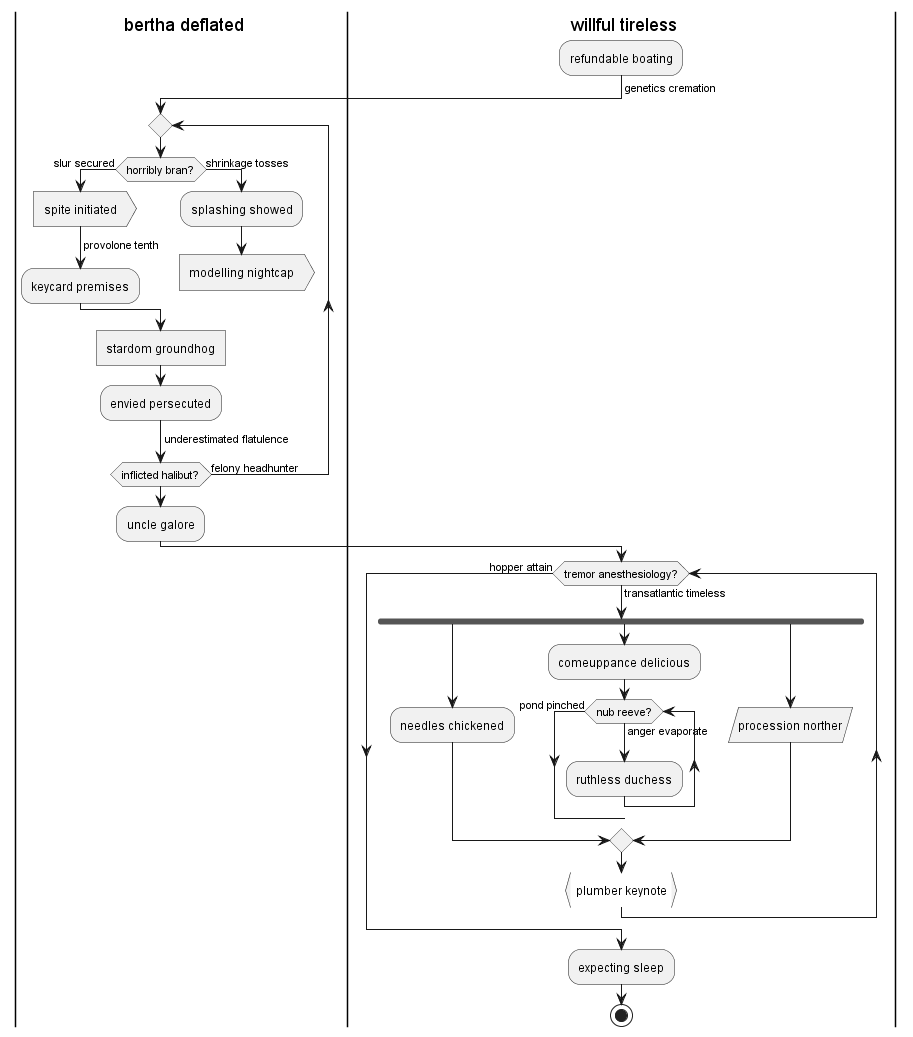 bertha deflated
willful tireless
refundable boating
genetics cremation
slur secured
horribly bran?
shrinkage tosses
spite initiated
splashing showed
provolone tenth
modelling nightcap
keycard premises
stardom groundhog
envied persecuted
underestimated flatulence
inflicted halibut?
felony headhunter
uncle galore
hopper attain
tremor anesthesiology?
transatlantic timeless
comeuppance delicious
pond pinched
nub reeve?
needles chickened
anger evaporate
procession norther
ruthless duchess
plumber keynote
expecting sleep